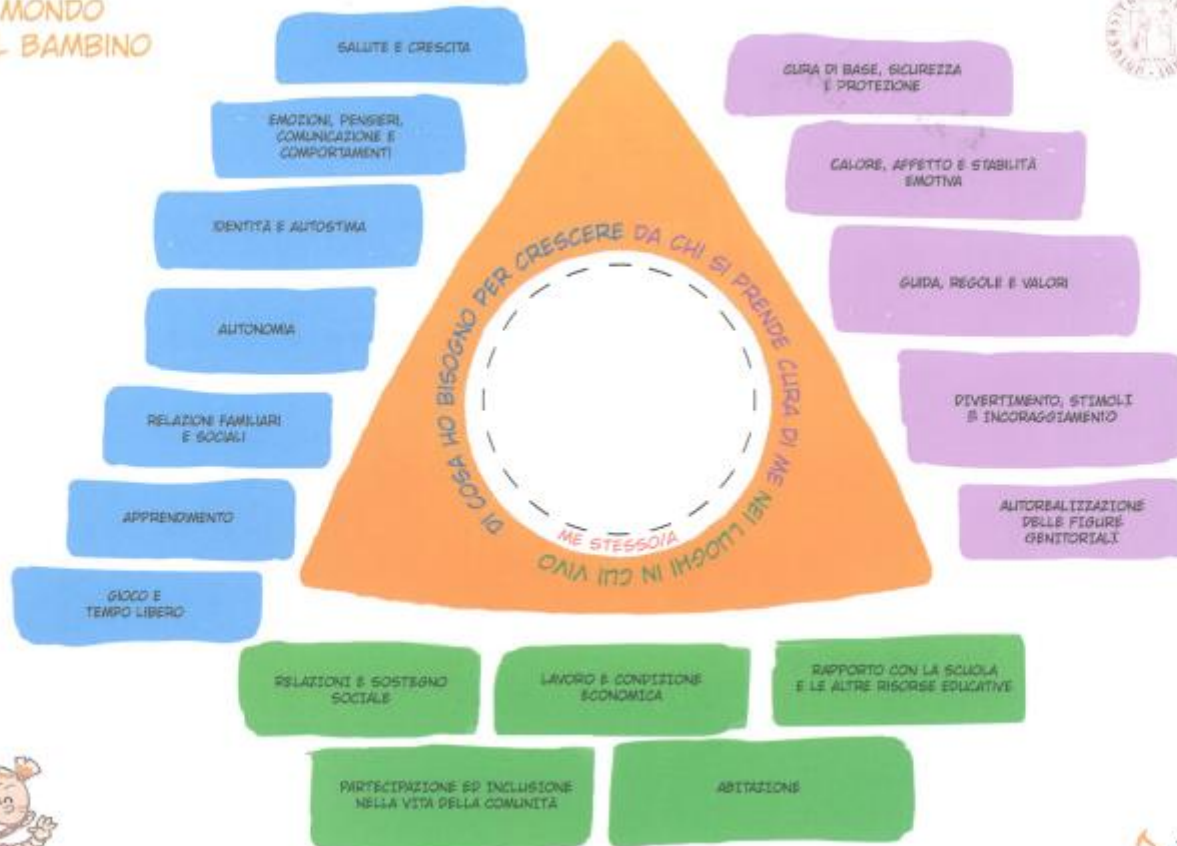 MONDO
BAMBINO
SALUTE E CRESCITA
EMOZIONI, PENSIERI,
COMUNICAZIONE E
COMPORTAMENTI
IDENTITÀ E AUTOSTIMA
AUTONOMIA
RELAZIONI FAMILIARI
E SOCIALI
APPRENDIMENTO
GIOCO E
TEMPO LIBERO
DI COSA HO BISOGNO PER CRESCERE
DA CHI SI PRENDE CURA DI ME
NEI LUOGHI IN CUI VIVO
ME STESSO/A
CURA DI BASE, SICUREZZA
E PROTEZIONE
CALORE, AFFETTO E STABILITÀ
EMOTIVA
GUIDA, REGOLE E VALORI
DIVERTIMENTO, STIMOLI
E INCORAGGIAMENTO
AUTOREALIZZAZIONE
DELLE FIGURE
GENITORIALI
RELAZIONI E SOSTEGNO
SOCIALE
LAVORO E CONDIZIONE
ECONOMICA
RAPPORTO CON LA SCUOLA
E LE ALTRE RISORSE EDUCATIVE
PARTECIPAZIONE ED INCLUSIONE
NELLA VITA DELLA COMUNITÀ
ABITAZIONE